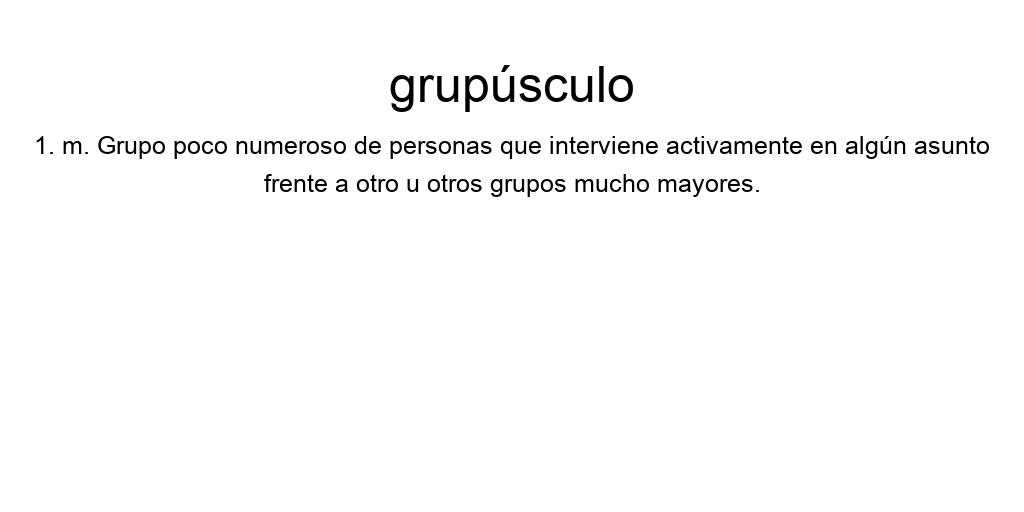 grupúsculo
1. m. Grupo poco numeroso de personas que interviene activamente en algún asunto
frente a otro u otros grupos mucho mayores.